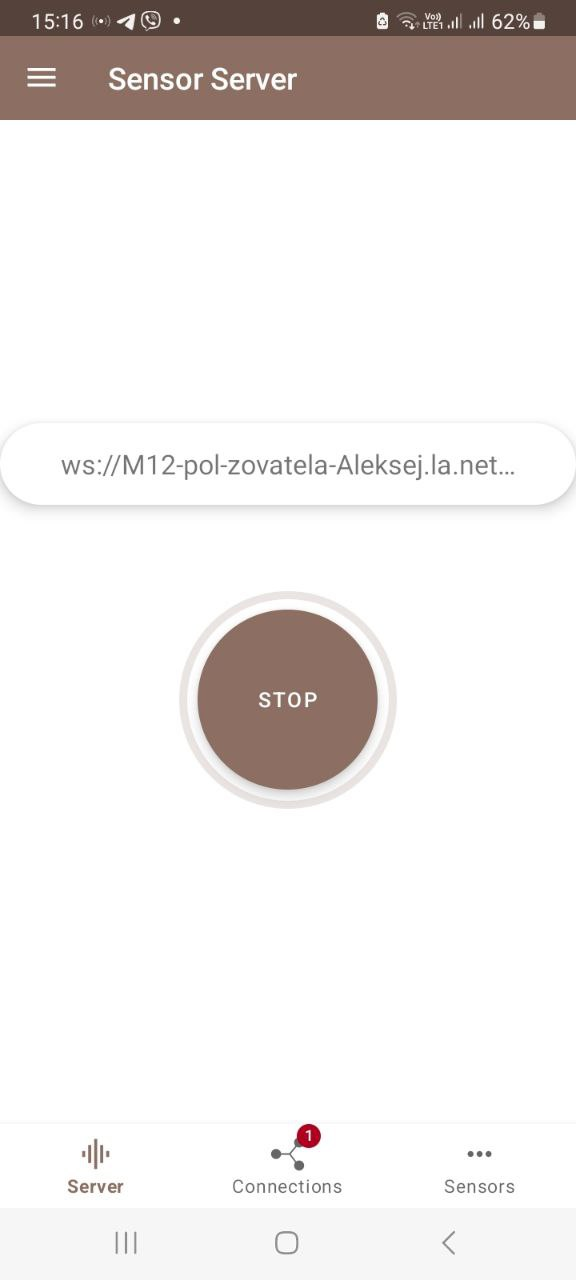 15:16 Vo) LTE1 62%
Sensor Server
ws://M12-pol-zovatela-Aleksej.la.net...
STOP
1
Server Connections Sensors